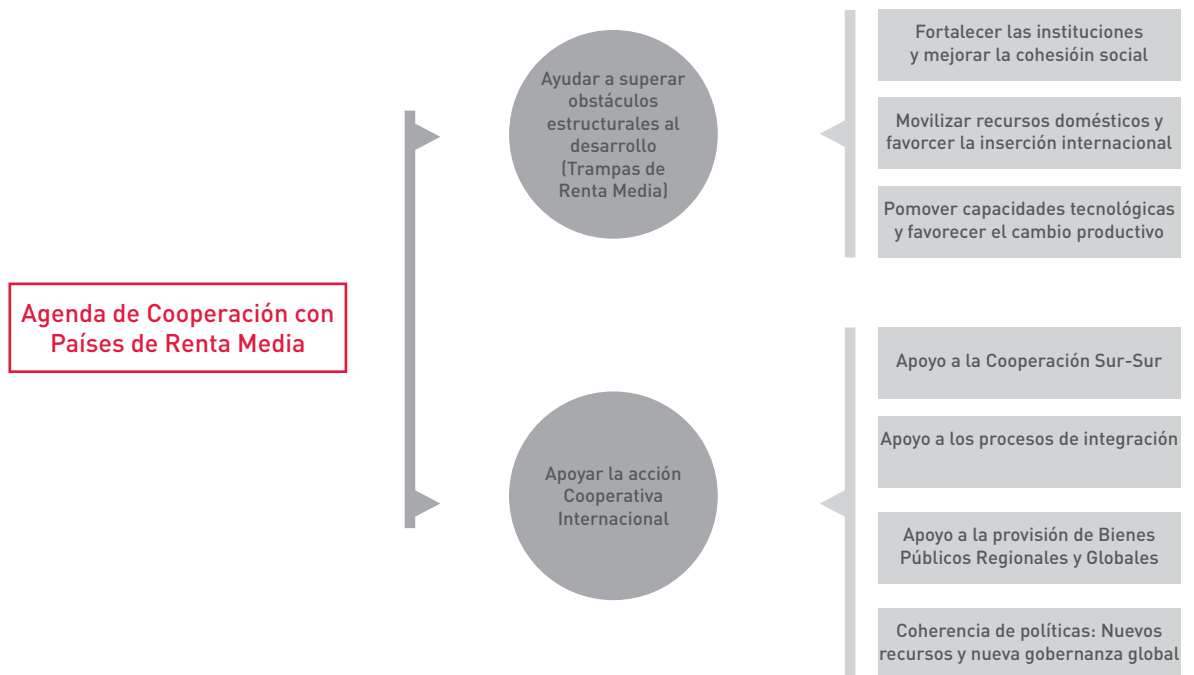 Agenda de Cooperación con
Países de Renta Media
Ayudar a superar
obstáculos
estructurales al
desarrollo
(Trampas de
Renta Media)
Fortalecer las instituciones
y mejorar la cohesióin social
Movilizar recursos domésticos y
favorcer la inserción internacional
Pomover capacidades tecnológicas
y favorecer el cambio productivo
Apoyar la acción
Cooperativa
Internacional
Apoyo a la Cooperación Sur-Sur
Apoyo a los procesos de integración
Apoyo a la provisión de Bienes
Públicos Regionales y Globales
Coherencia de políticas: Nuevos
recursos y nueva gobernanza global